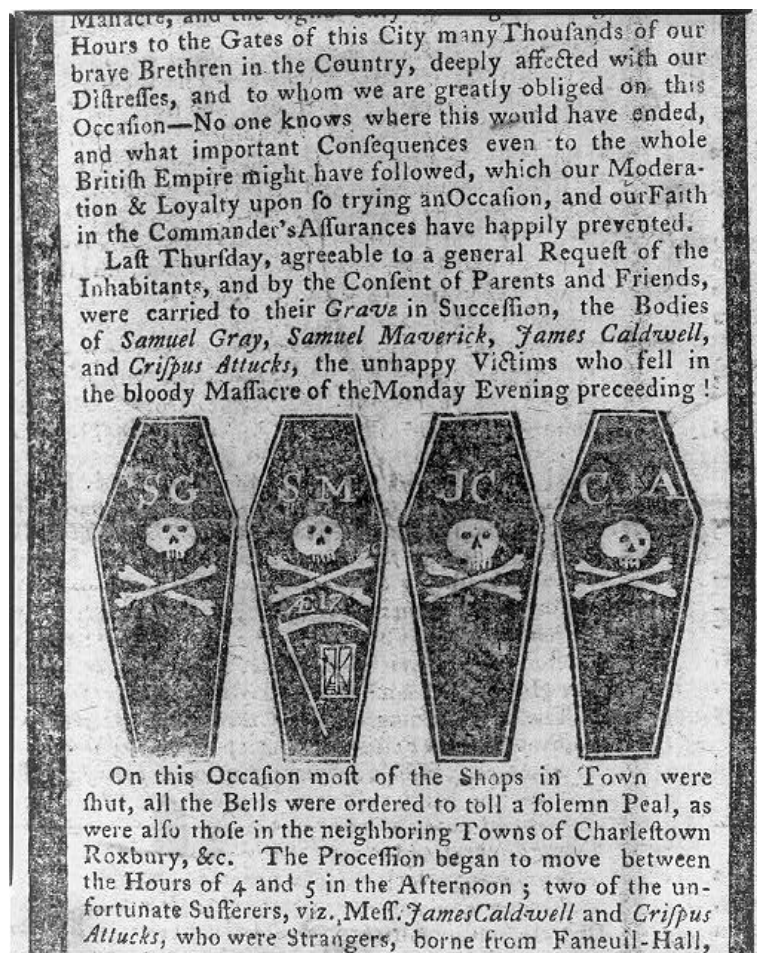 Maſſacre, and the
Hours to the Gates of this City many Thouſands of our
brave Brethren in the Country, deeply affected with our
Diſtreſſes, and to whom we are greatly obliged on this
Occaſion—No one knows where this would have ended,
and what important Conſequences even to the whole
Britiſh Empire might have followed, which our Modera-
tion & Loyalty upon ſo trying anOccaſion, and ourFaith
in the Commander'sAſſurances have happily prevented.
Laſt Thurſday, agreeable to a general Requeſt of the
Inhabitants, and by the Conſent of Parents and Friends,
were carried to their Grave in Succeſſion, the Bodies
of Samuel Gray, Samuel Maverick, James Caldwell,
and Criſpus Attucks, the unhappy Victims who fell in
the bloody Maſſacre of theMonday Evening preceeding !
SG SM JC CA
Æ 17
On this Occaſion moſt of the Shops in Town were
ſhut, all the Bells were ordered to toll a ſolemn Peal, as
were alſo thoſe in the neighboring Towns of Charleſtown
Roxbury, &c. The Proceſſion began to move between
the Hours of 4 and 5 in the Afternoon ; two of the un-
fortunate Sufferers, viz. Meſſ. JamesCaldwell and Criſpus
Attucks, who were Strangers, borne from Faneuil-Hall,